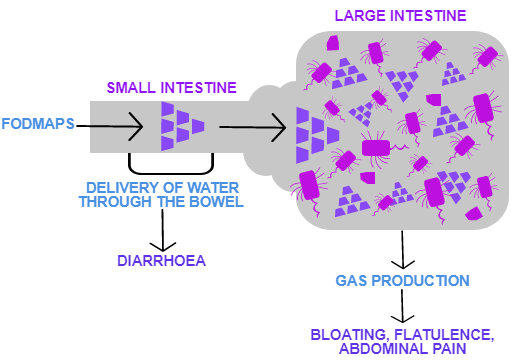 LARGE INTESTINE
SMALL INTESTINE
FODMAPS
DELIVERY OF WATER
THROUGH THE BOWEL
DIARRHOEA
GAS PRODUCTION
BLOATING, FLATULENCE,
ABDOMINAL PAIN